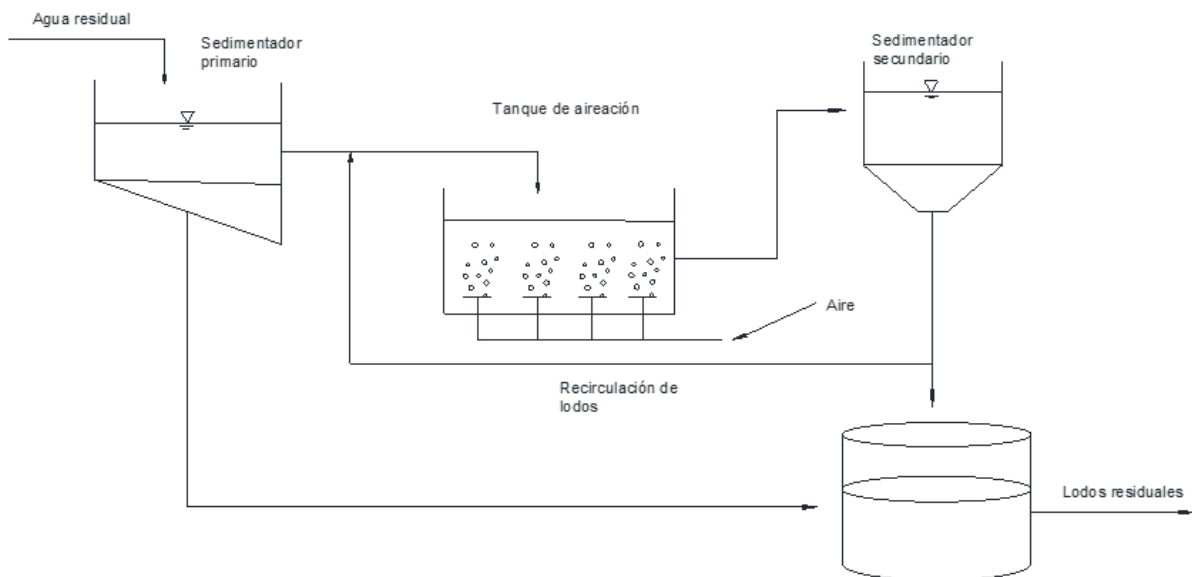 Agua residual
Sedimentador
primario
Sedimentador
secundario
Tanque de aireación
Aire
Recirculación de
lodos
Lodos residuales